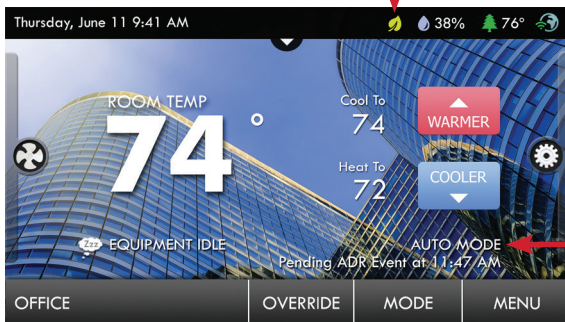 Thursday, June 11 9:41 AM
38%
76°
ROOM TEMP
74°
Cool To
74
WARMER
Heat To
72
COOLER
Zzz
EQUIPMENT IDLE
AUTO MODE
Pending ADR Event at 11:47 AM
OFFICE
OVERRIDE
MODE
MENU